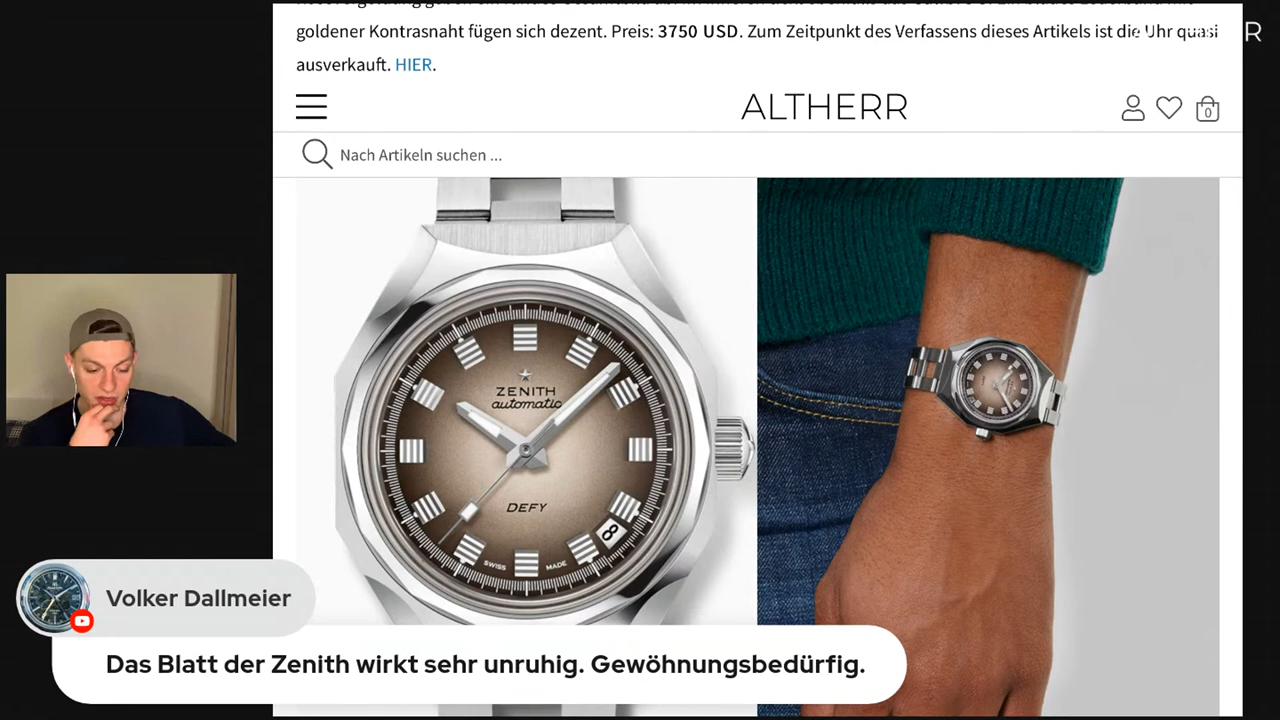 goldener Kontrasnaht fügen sich dezent. Preis: 3750 USD. Zum Zeitpunkt des Verfassens dieses Artikels ist die Uhr quasi
ausverkauft. HIER.
R
ALTHERR
0
Nach Artikeln suchen ...
ZENITH
automatic
DEFY
8
SWISS MADE
Volker Dallmeier
Das Blatt der Zenith wirkt sehr unruhig. Gewöhnungsbedürfig.